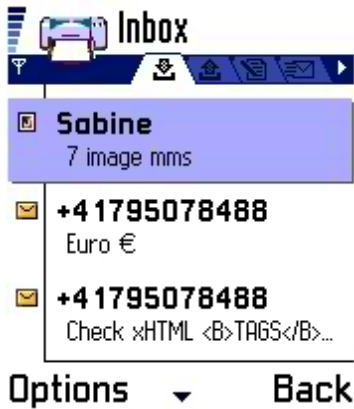 Inbox
Sabine
7 image mms
+41795078488
Euro €
+41795078488
Check xHTML <B>TAGS</B>...
Options
Back